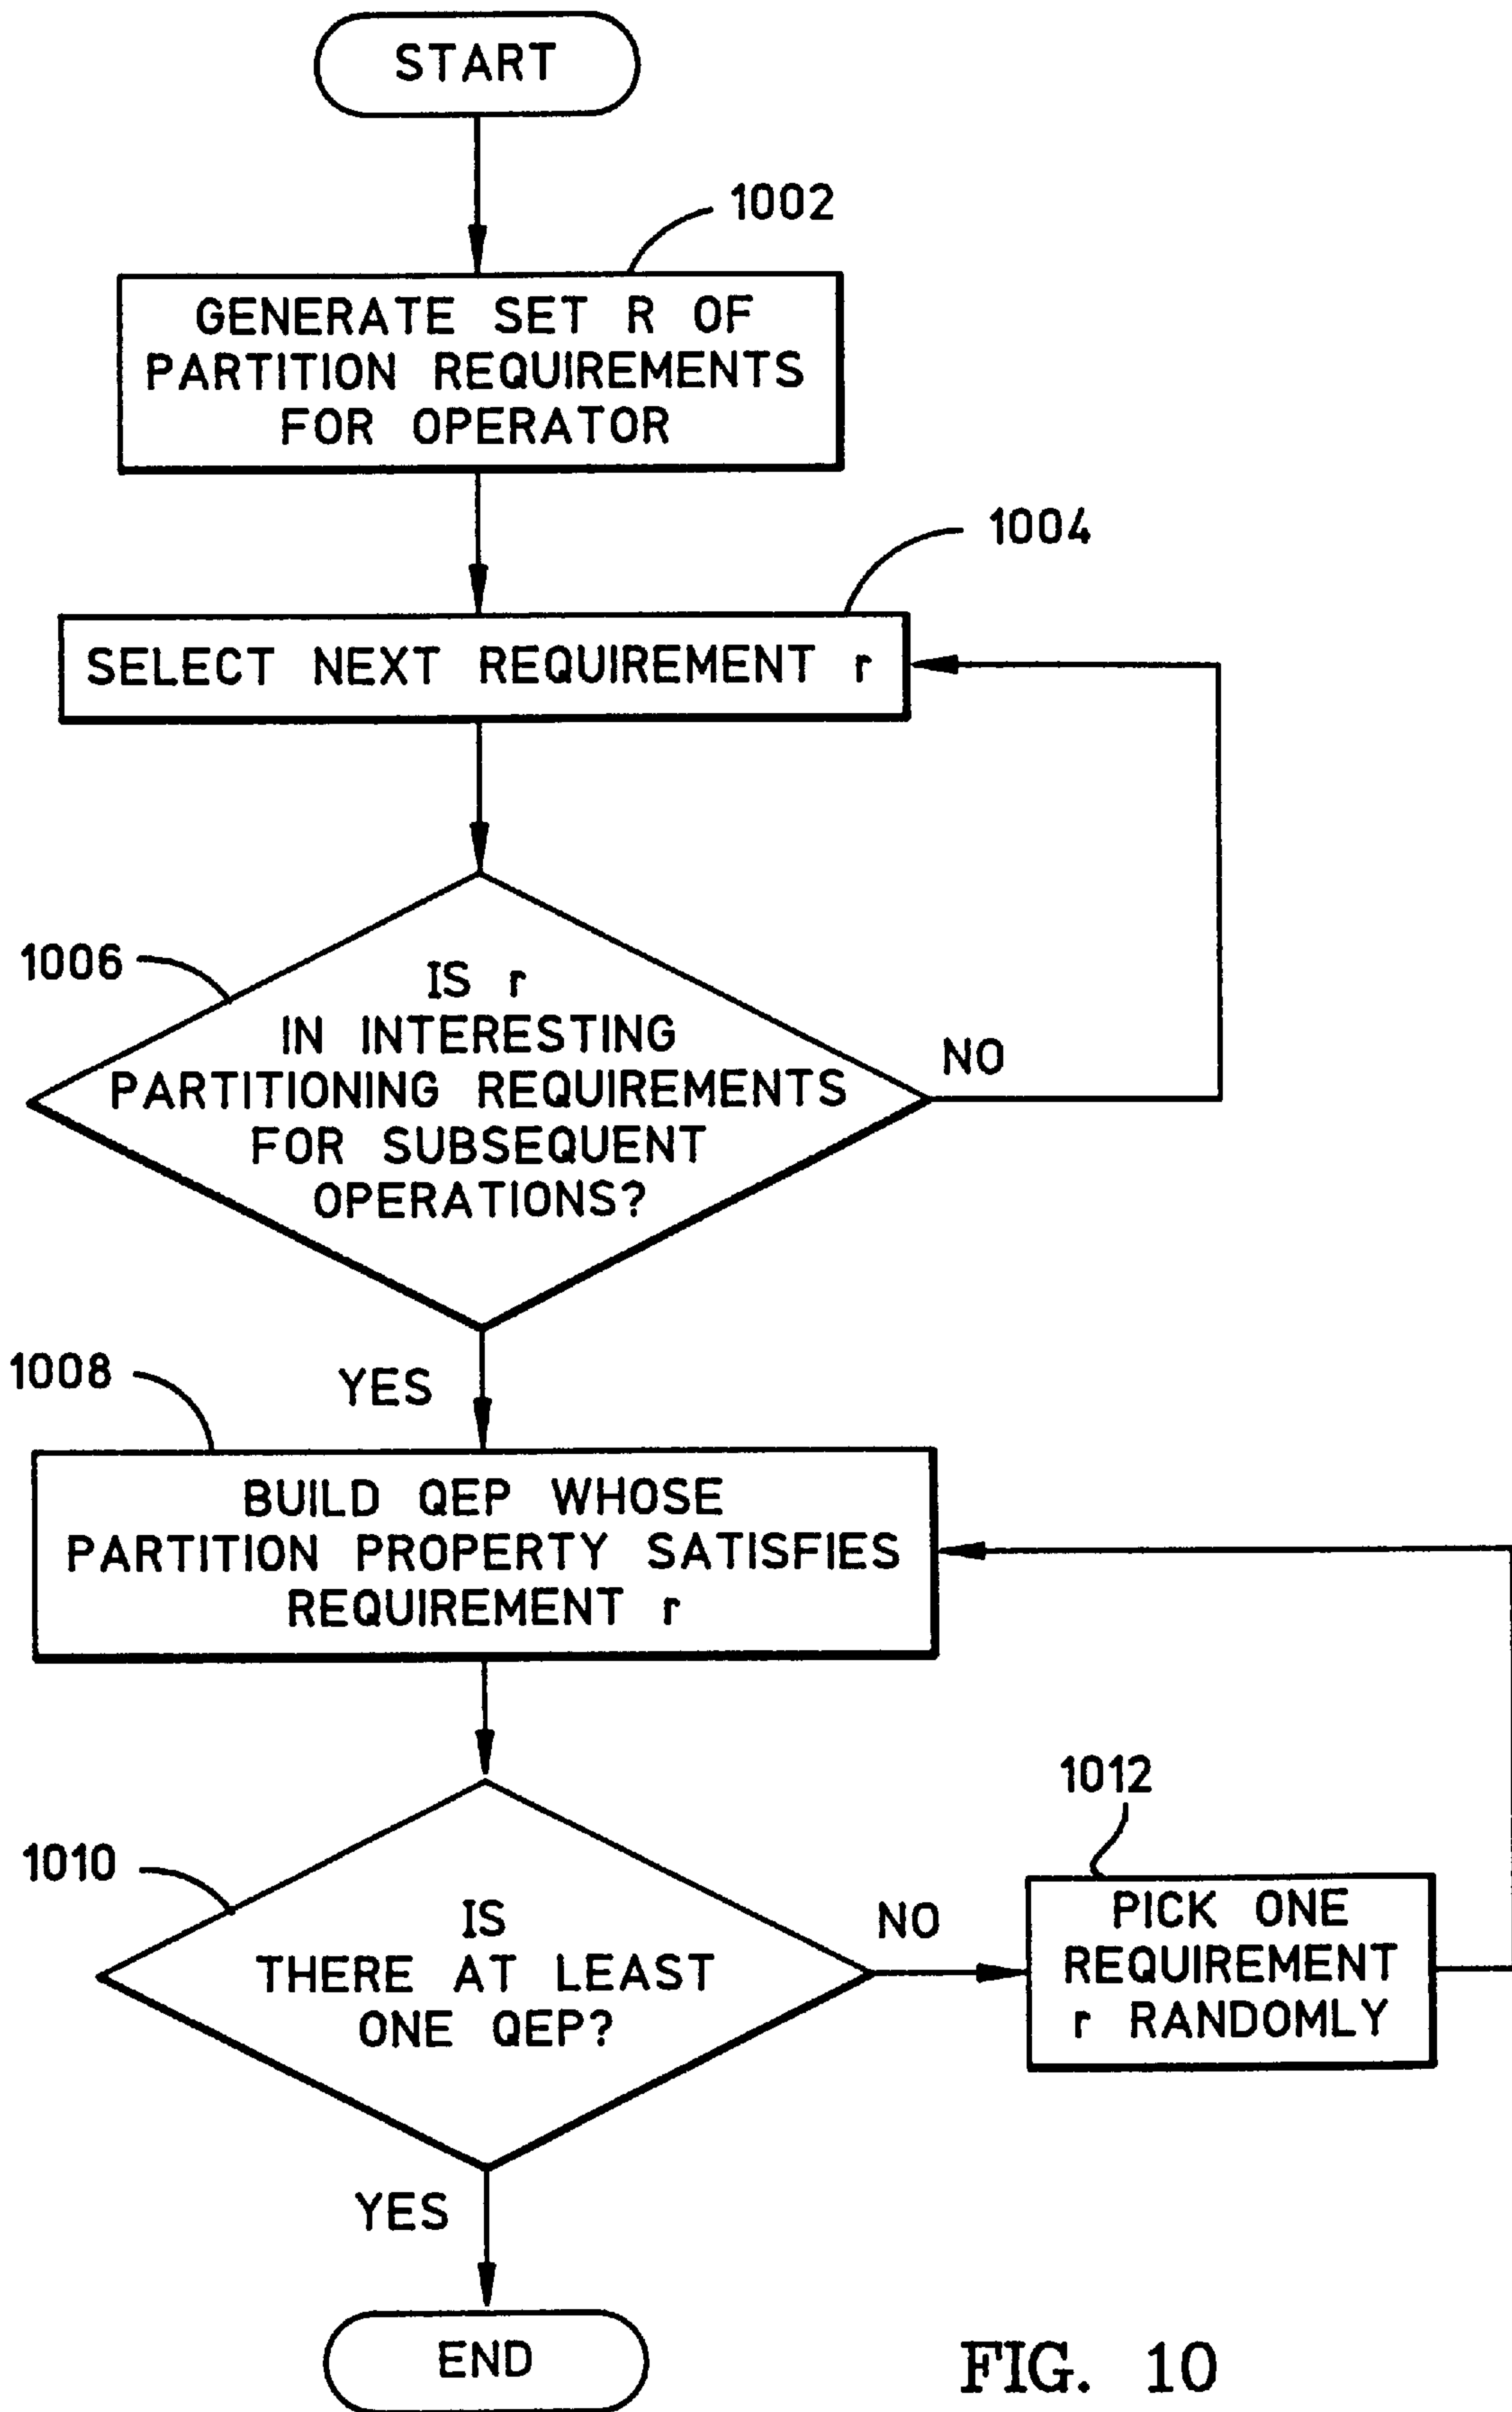 START
1002
GENERATE SET R OF
PARTITION REQUIREMENTS
FOR OPERATOR
1004
SELECT NEXT REQUIREMENT r
1006
IS r
IN INTERESTING
PARTITIONING REQUIREMENTS
FOR SUBSEQUENT
OPERATIONS?
NO
YES
1008
BUILD QEP WHOSE
PARTITION PROPERTY SATISFIES
REQUIREMENT r
1010
IS
THERE AT LEAST
ONE QEP?
NO
1012
PICK ONE
REQUIREMENT
r RANDOMLY
YES
END
FIG. 10